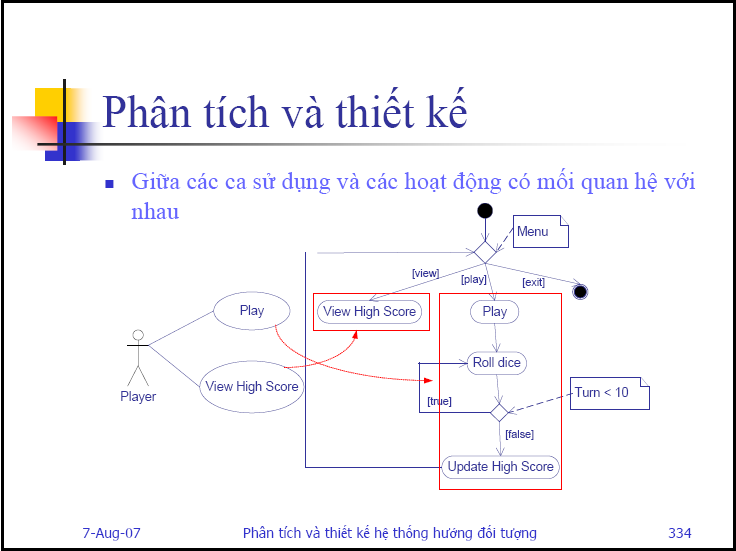 Phân tích và thiết kế
Giữa các ca sử dụng và các hoạt động có mối quan hệ với
nhau
Menu
[view]
[play]
[exit]
Play
View High Score
Play
Player
View High Score
Roll dice
[true]
Turn < 10
[false]
Update High Score
7-Aug-07
Phân tích và thiết kế hệ thống hướng đối tượng
334